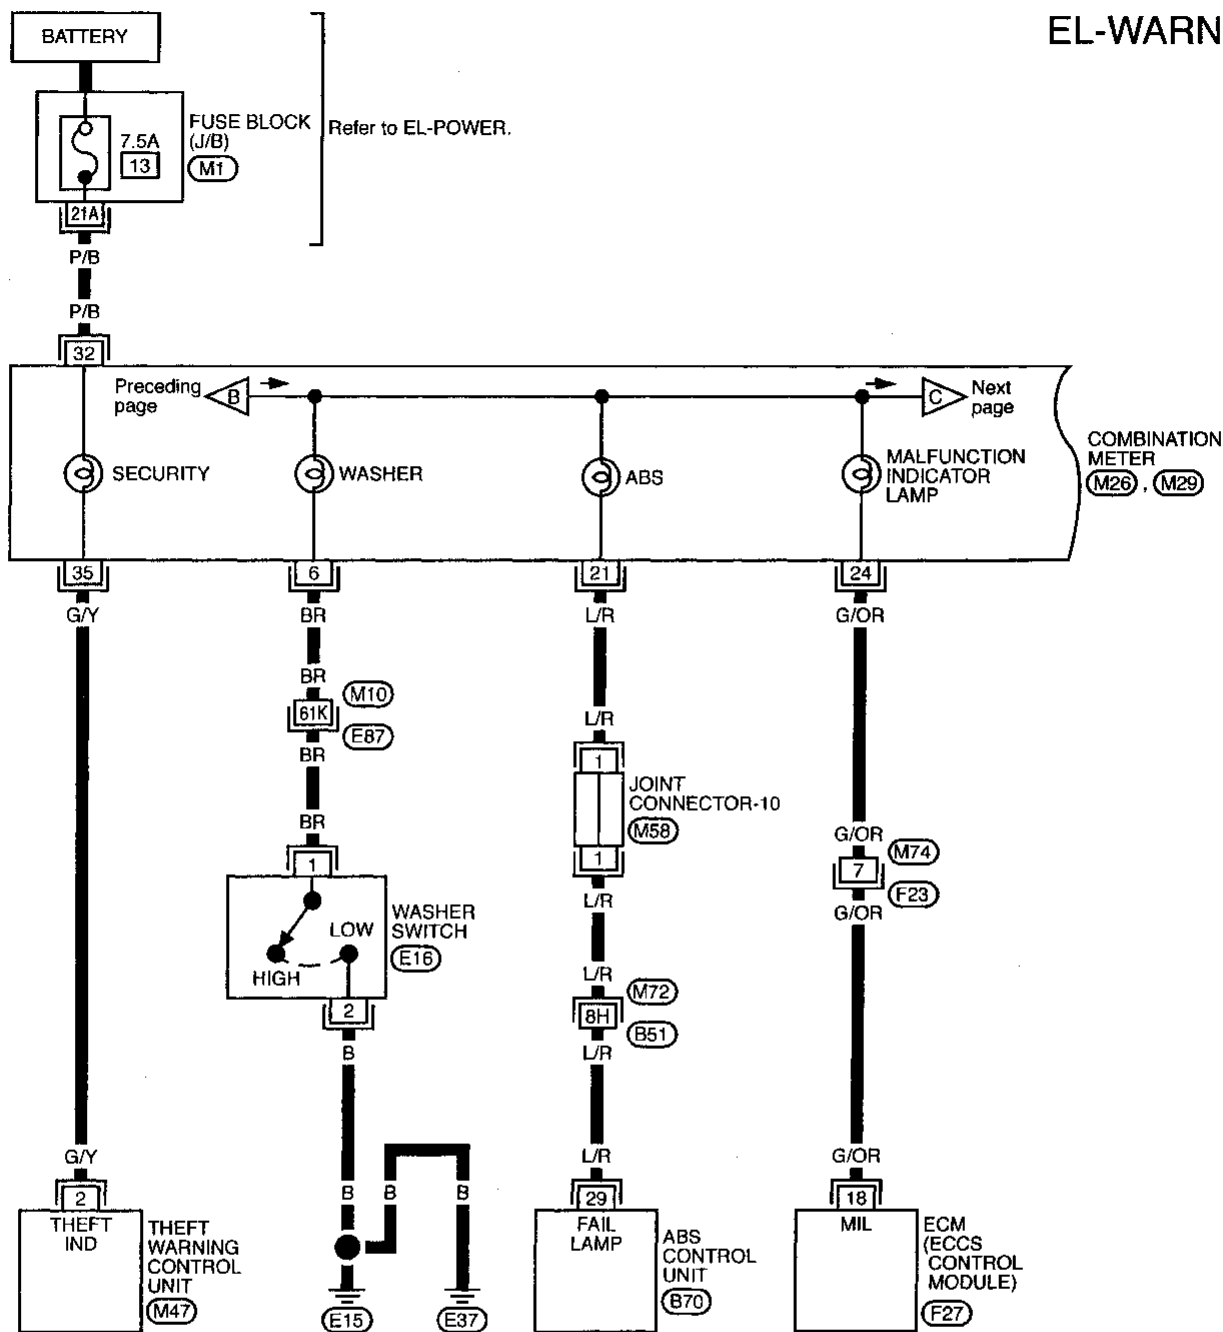 EL-WARN
BATTERY
FUSE BLOCK
(J/B)
M1
7.5A
13
Refer to EL-POWER.
21A
P/B
P/B
32
Preceding
page
B
C
Next
page
SECURITY
WASHER
ABS
MALFUNCTION
INDICATOR
LAMP
COMBINATION
METER
M26 , M29
35
6
21
24
G/Y
BR
L/R
G/OR
BR
M10
61K
E87
BR
BR
1
WASHER
SWITCH
E16
LOW
HIGH
2
B
L/R
1
JOINT
CONNECTOR-10
M58
1
L/R
L/R
M72
8H
B51
L/R
G/OR
M74
7
F23
G/OR
G/Y
B
B
B
L/R
G/OR
2
THEFT
IND
THEFT
WARNING
CONTROL
UNIT
M47
E15
E37
29
FAIL
LAMP
ABS
CONTROL
UNIT
B70
18
MIL
ECM
(ECCS
CONTROL
MODULE)
F27